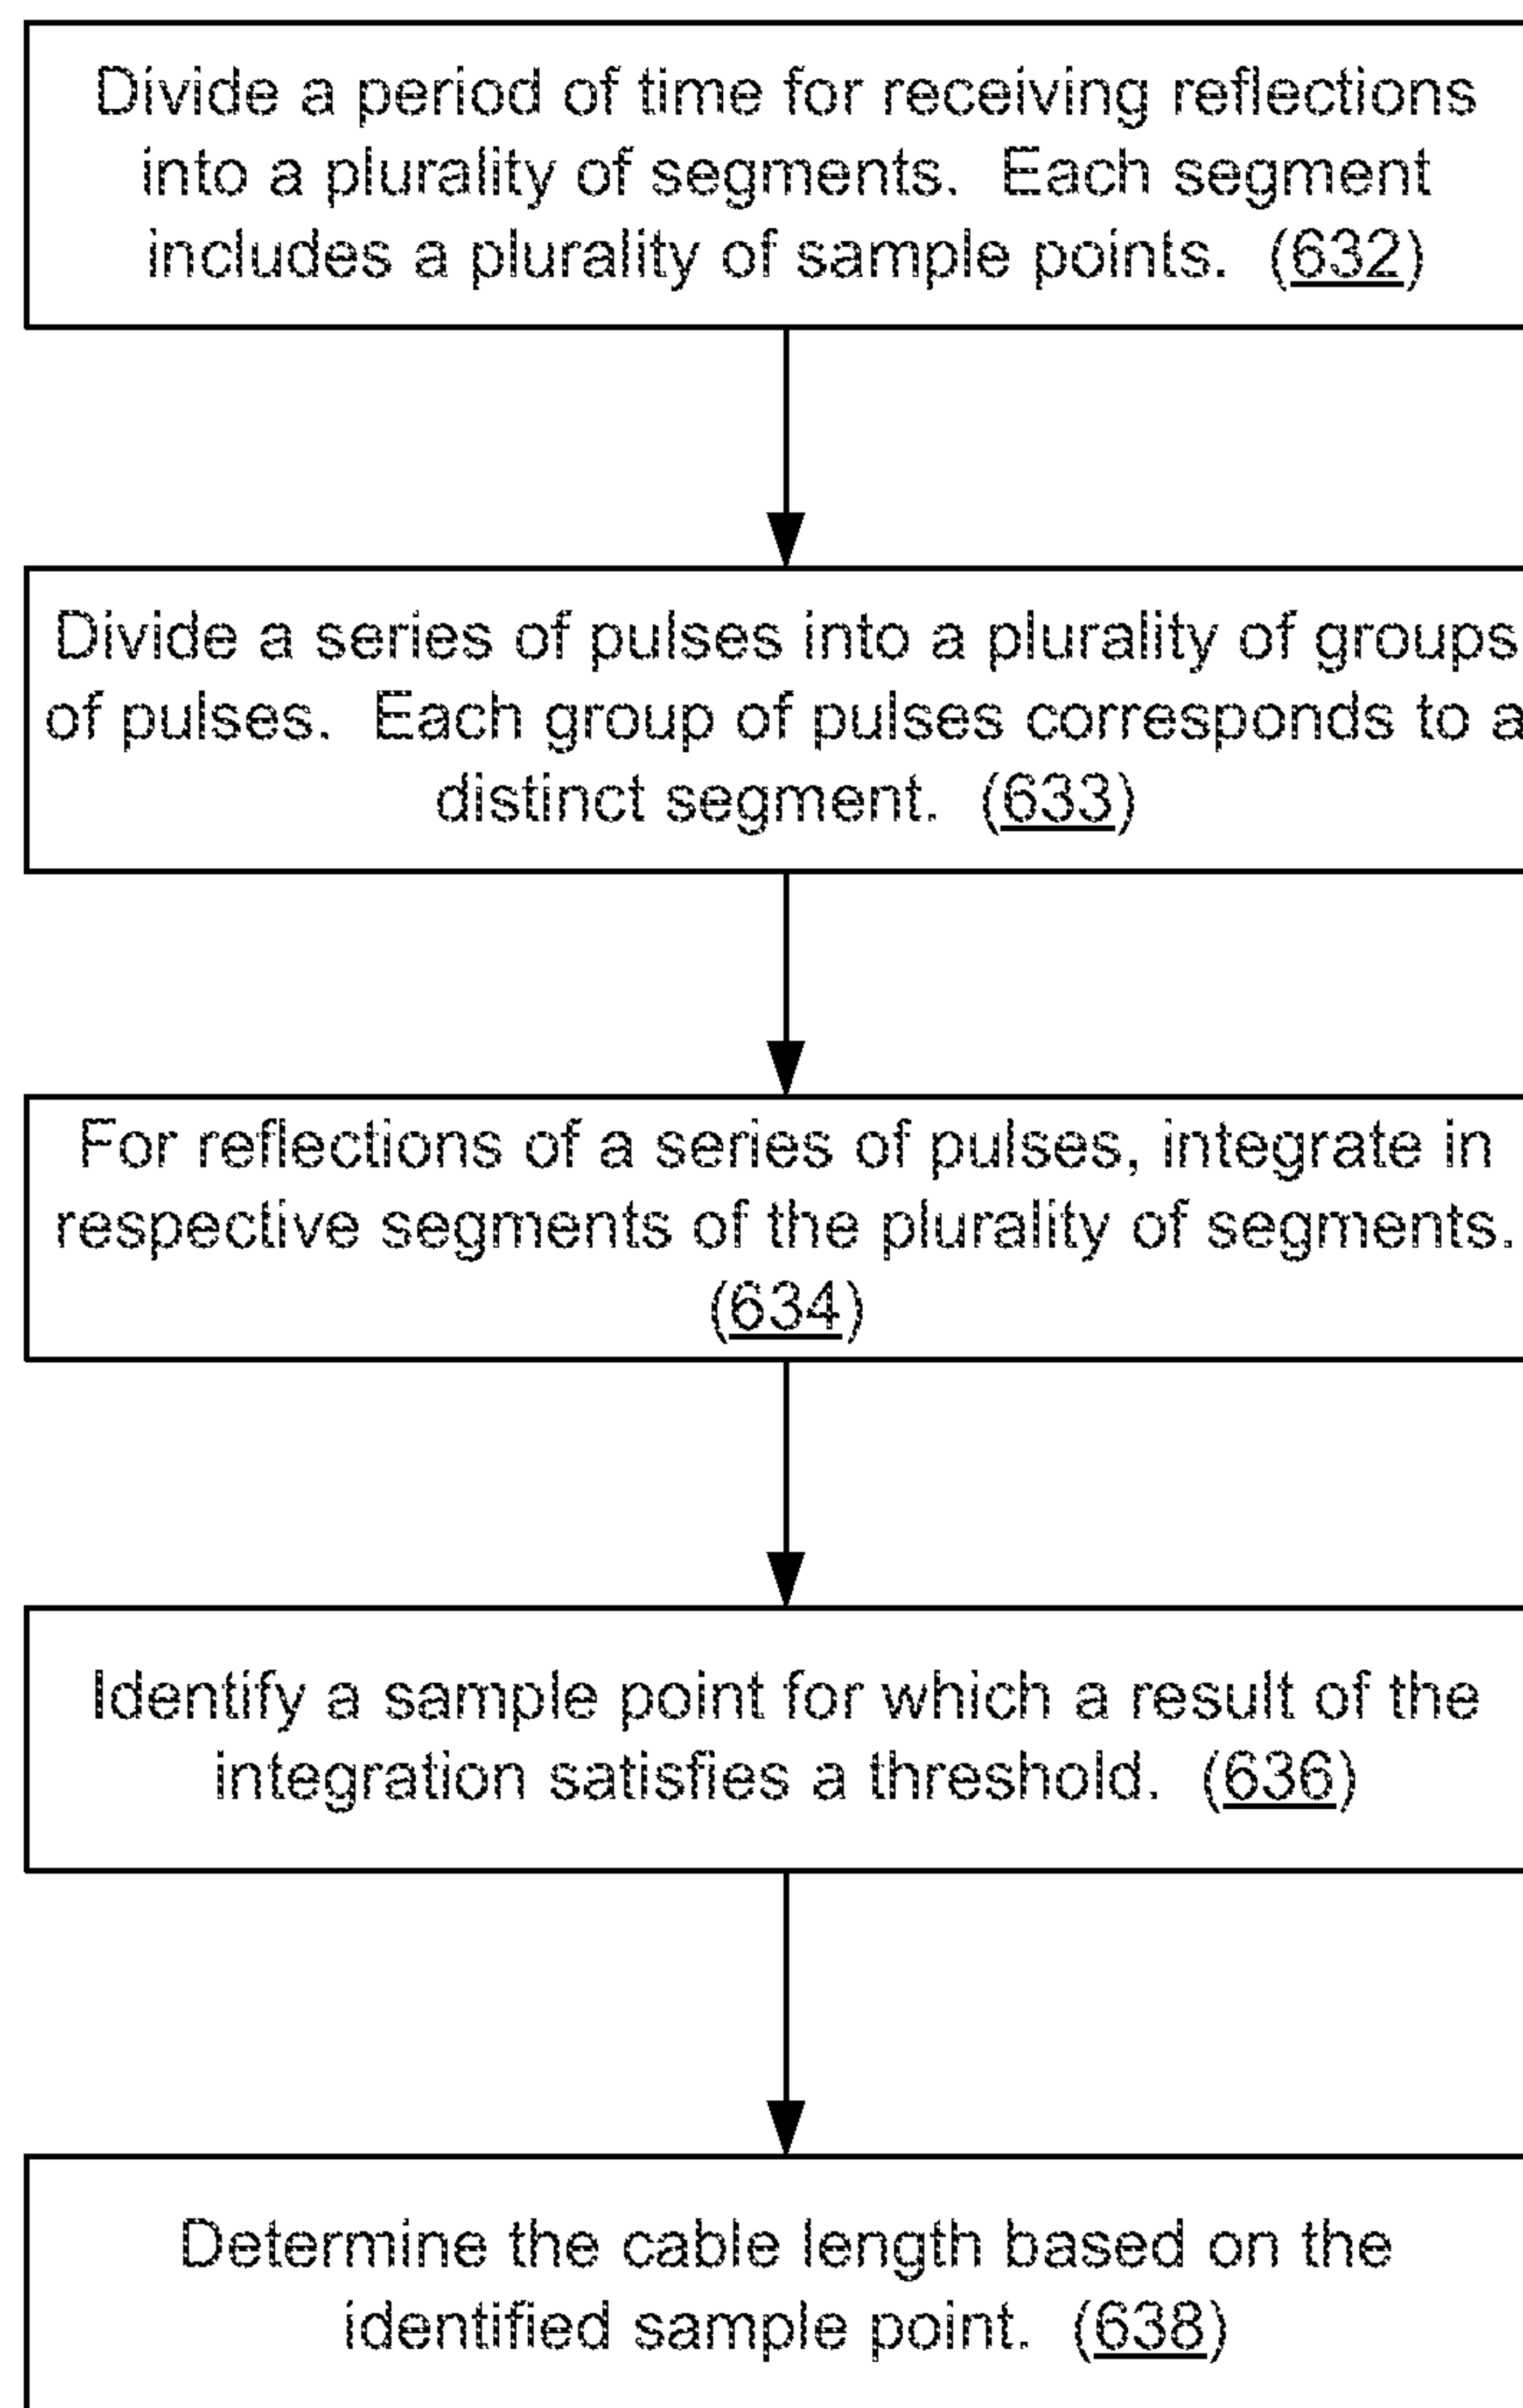 Divide a period of time for receiving reflections
into a plurality of segments.  Each segment
includes a plurality of sample points.  (632)
Divide a series of pulses into a plurality of groups
of pulses.  Each group of pulses corresponds to a
distinct segment.  (633)
For reflections of a series of pulses, integrate in
respective segments of the plurality of segments.
(634)
Identify a sample point for which a result of the
integration satisfies a threshold.  (636)
Determine the cable length based on the
identified sample point.  (638)